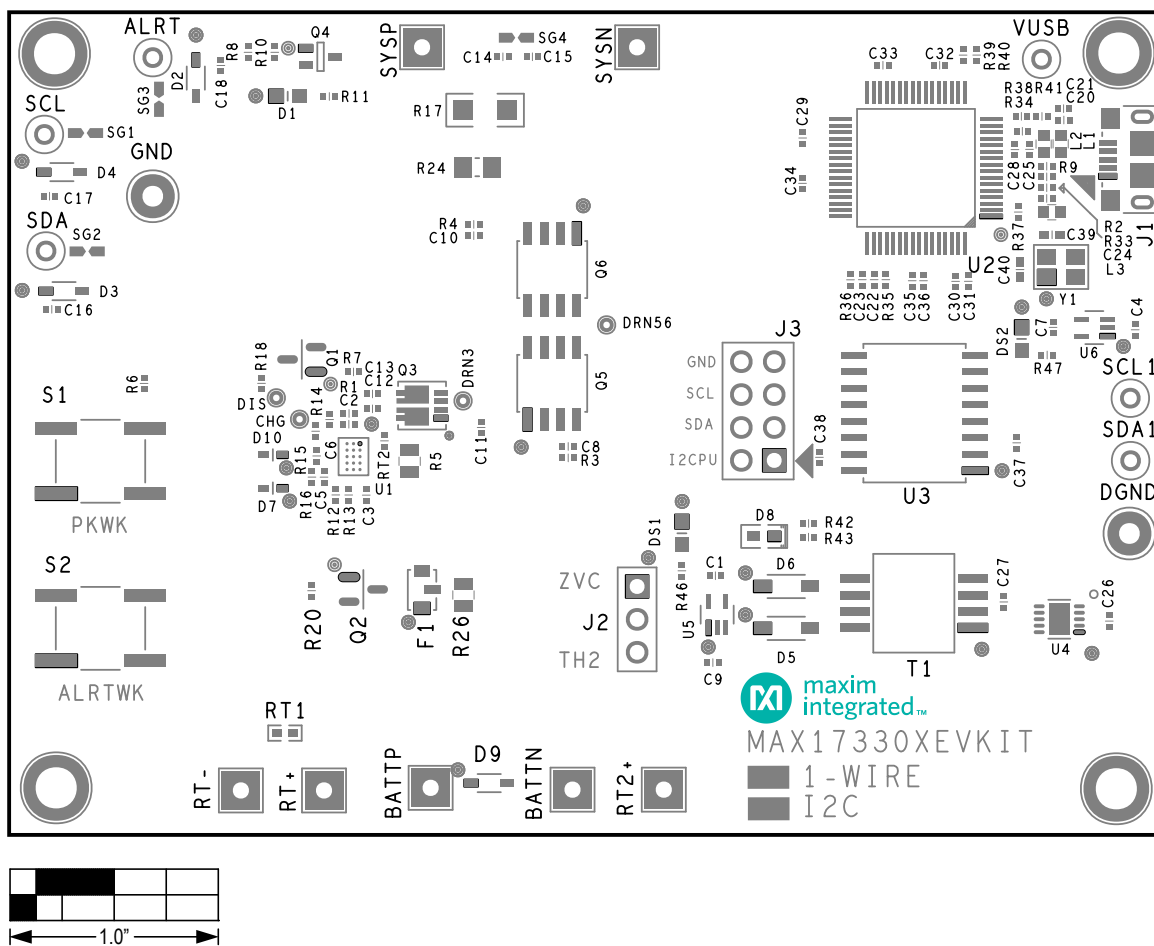 ALRT
Q4
SYSP
SG4
SYSN
VUSB
R8
R10
D2
C18
C14
C15
C33
C32
R39
R40
SG3
D1
R11
R17
C29
R38
R41
R34
C21
C20
SCL
SG1
L2
L1
GND
D4
C17
R24
C34
C28
C25
R9
SDA
SG2
R4
C10
R37
C39
R2
R33
C24
L3
J1
D3
C16
Q6
U2
C40
Y1
R36
C23
C22
R35
C35
C36
C30
C31
DRN56
J3
DS2
C7
U6
C4
R47
R18
Q1
R7
C13
C12
Q3
DRN3
Q5
GND
SCL
SDA
I2CPU
SCL1
S1
R6
DIS
R14
R1
C2
CHG
D10
R15
C6
RT2
R5
C11
C8
R3
C38
SDA1
C37
D7
R16
C5
U1
R12
R13
C3
PKWK
U3
DGND
DS1
D8
R42
R43
S2
ZVC
J2
TH2
R46
C1
D6
U5
D5
C9
C27
C26
R20
Q2
F1
R26
T1
U4
ALRTWK
maxim
integrated™
RT1
MAX17330XEVKIT
1-WIRE
I2C
RT-
RT+
BATTP
D9
BATTN
RT2+
1.0"